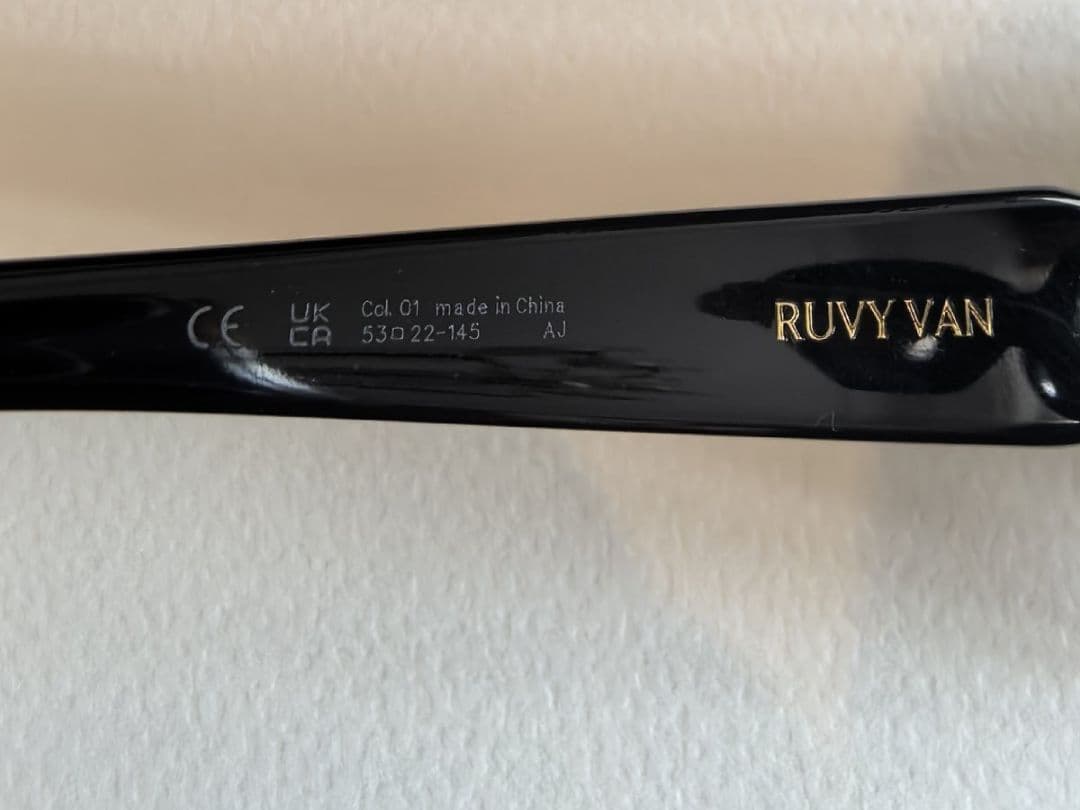 CE
UK
CA
Col. 01 made in China
53□22-145 AJ
RUVY VAN